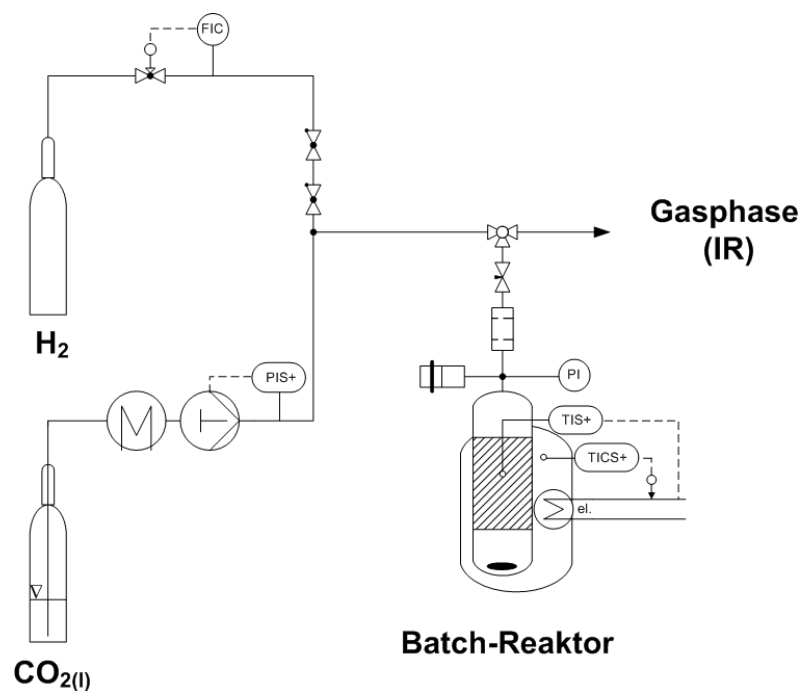 FIC
Gasphase
(IR)
H2
PIS+
PI
TIS+
TICS+
el.
Batch-Reaktor
CO2(l)